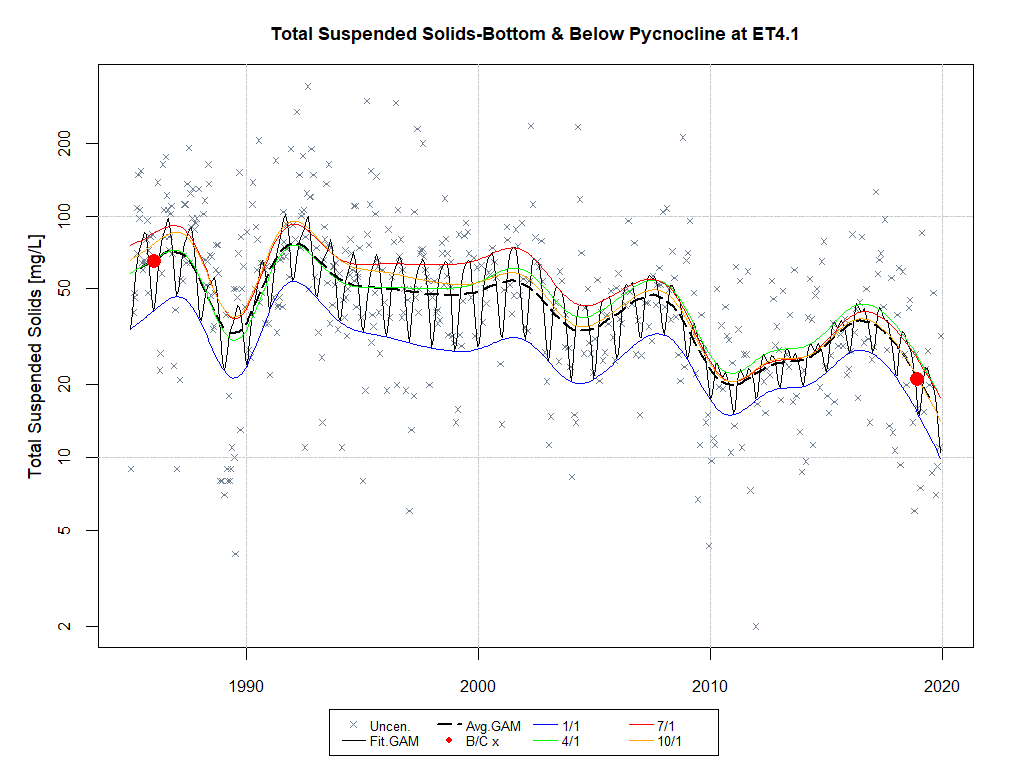 Total Suspended Solids-Bottom & Below Pycnocline at ET4.1
Total Suspended Solids [mg/L]
200
100
50
20
10
5
2
1990 2000 2010 2020
Uncen. Avg.GAM 1/1 7/1
Fit.GAM B/C x 4/1 10/1